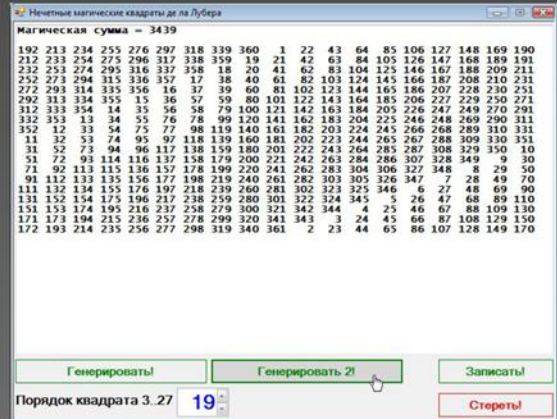 Нечетные магические квадраты де ла Лубера
Магическая сумма = 3439
192 213 234 255 276 297 318 339 360 1 22 43 64 85 106 127 148 169 190
212 233 254 275 296 317 338 359 19 21 42 63 84 105 126 147 168 189 191
232 253 274 295 316 337 358 18 20 41 62 83 104 125 146 167 188 209 211
252 273 294 315 336 357 17 38 40 61 82 103 124 145 166 187 208 210 231
272 293 314 335 356 16 37 39 60 81 102 123 144 165 186 207 228 230 251
292 313 334 355 15 36 57 59 80 101 122 143 164 185 206 227 229 250 271
312 333 354 14 35 56 58 79 100 121 142 163 184 205 226 247 249 270 291
332 353 13 34 55 76 78 99 120 141 162 183 204 225 246 248 269 290 311
352 12 33 54 75 77 98 119 140 161 182 203 224 245 266 268 289 310 331
11 32 53 74 95 97 118 139 160 181 202 223 244 265 267 288 309 330 351
31 52 73 94 96 117 138 159 180 201 222 243 264 285 287 308 329 350 10
51 72 93 114 116 137 158 179 200 221 242 263 284 286 307 328 349 9 30
71 92 113 115 136 157 178 199 220 241 262 283 304 306 327 348 8 29 50
91 112 133 135 156 177 198 219 240 261 282 303 305 326 347 7 28 49 70
111 132 134 155 176 197 218 239 260 281 302 323 325 346 6 27 48 69 90
131 152 154 175 196 217 238 259 280 301 322 324 345 5 26 47 68 89 110
151 153 174 195 216 237 258 279 300 321 342 344 4 25 46 67 88 109 130
171 173 194 215 236 257 278 299 320 341 343 3 24 45 66 87 108 129 150
172 193 214 235 256 277 298 319 340 361 2 23 44 65 86 107 128 149 170
Генерировать! Генерировать 2! Записать!
Порядок квадрата 3..27 19 Стереть!